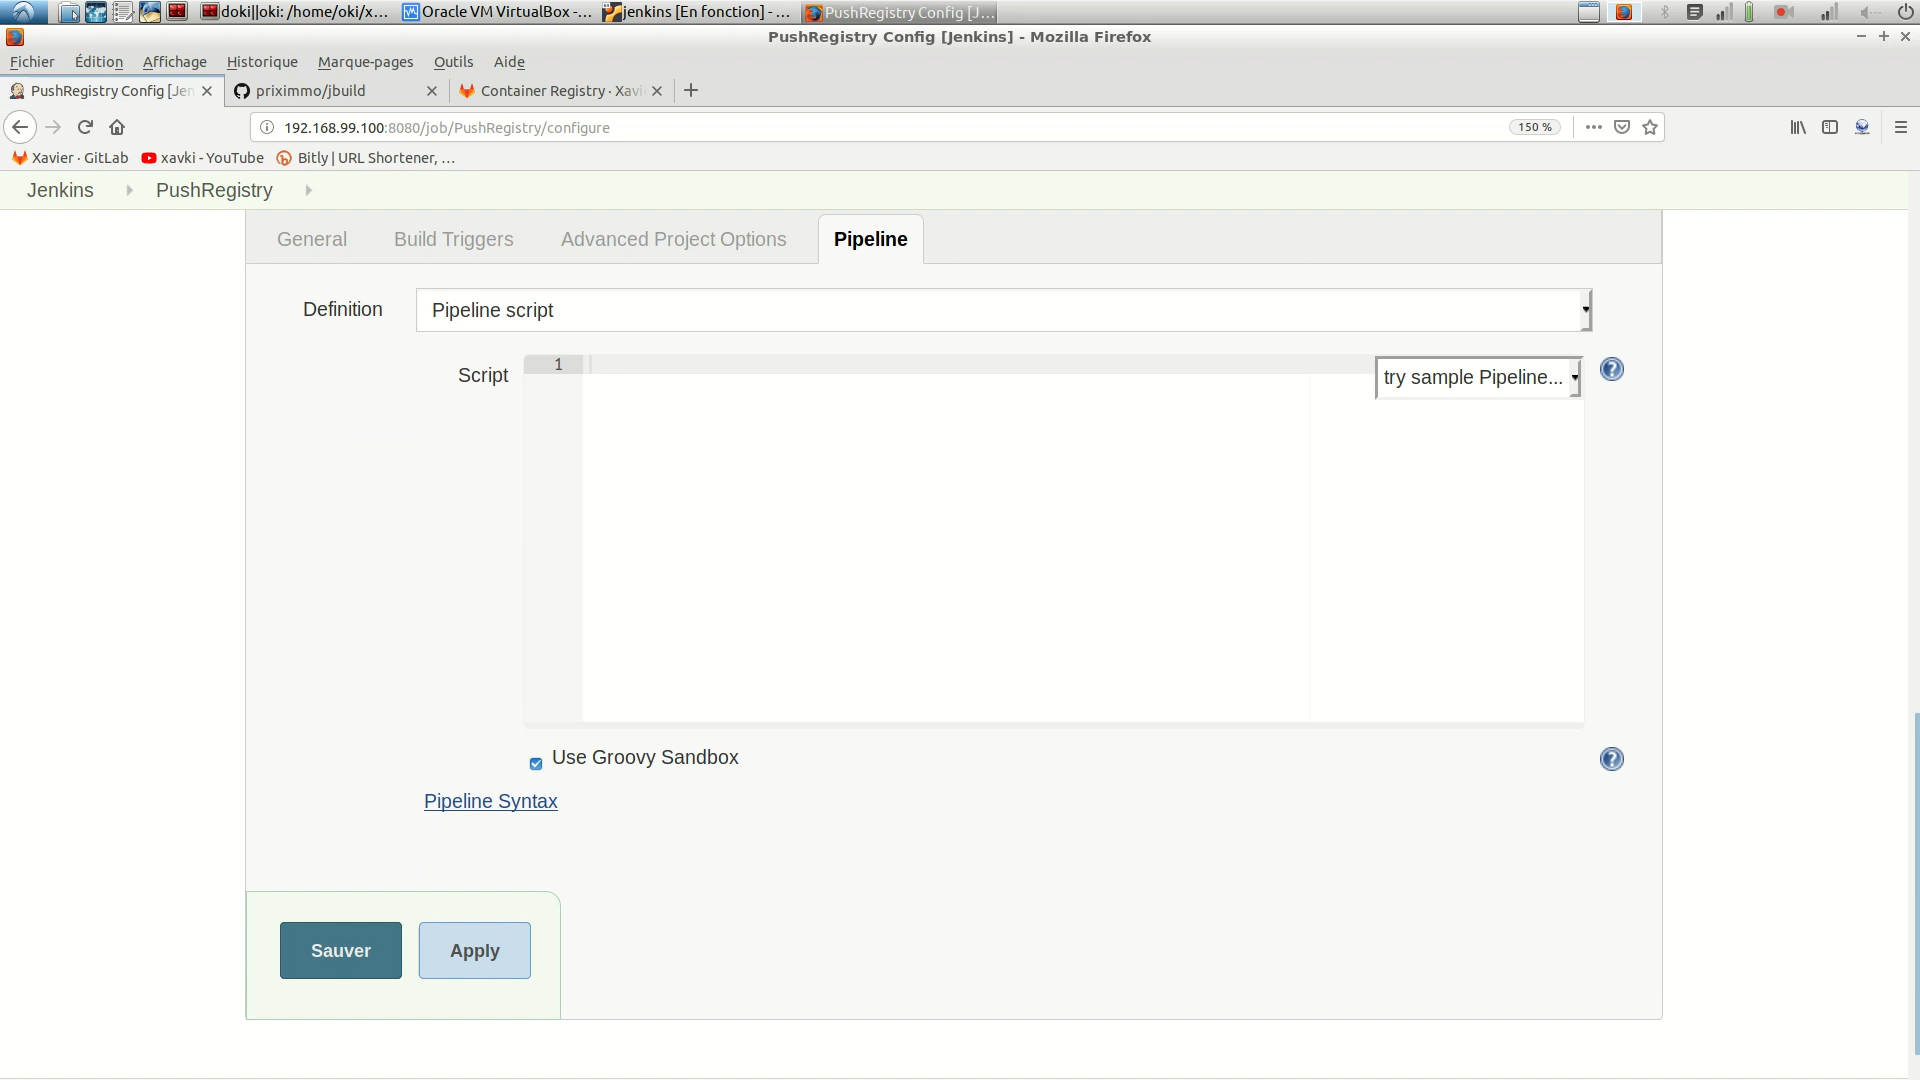 doki||oki: /home/oki/x...
Oracle VM VirtualBox -...
jenkins [En fonction] - ...
PushRegistry Config [J...
PushRegistry Config [Jenkins] - Mozilla Firefox
Fichier Édition Affichage Historique Marque-pages Outils Aide
PushRegistry Config [Jen
priximmo/jbuild
Container Registry · Xavi
192.168.99.100:8080/job/PushRegistry/configure
150 %
Xavier · GitLab
xavki - YouTube
Bitly | URL Shortener, ...
Jenkins
PushRegistry
General
Build Triggers
Advanced Project Options
Pipeline
Definition
Pipeline script
Script
1
try sample Pipeline...
Use Groovy Sandbox
Pipeline Syntax
Sauver
Apply